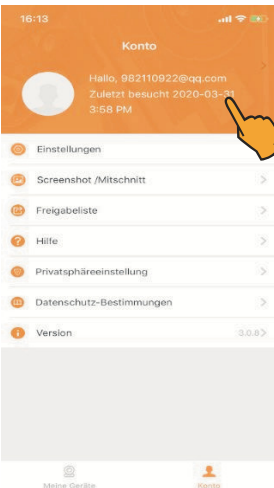 16:13
Konto
Hallo, 982110922@qq.com
Zuletzt besucht 2020-03-31
3:58 PM
Einstellungen
Screenshot /Mitschnitt
Freigabeliste
Hilfe
Privatsphäreeinstellung
Datenschutz-Bestimmungen
Version 3.0.8
Meine Geräte Konto